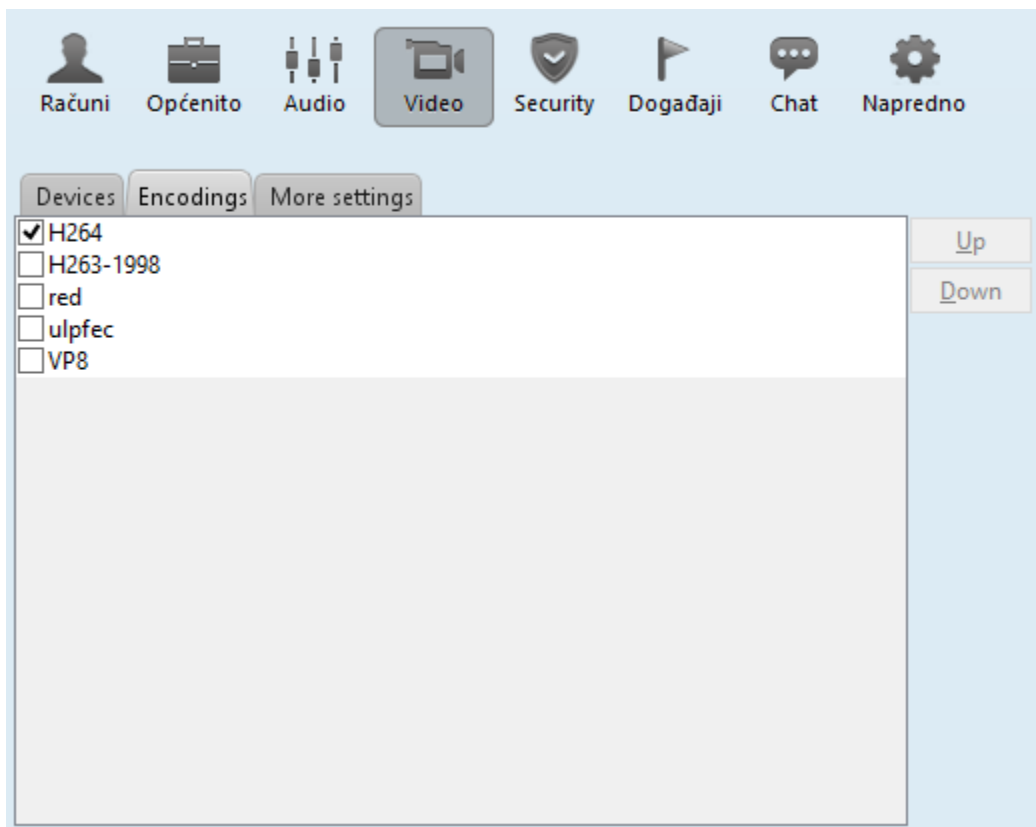 Računi Općenito Audio Video Security Događaji Chat Napredno
Devices Encodings More settings
H264
H263-1998
red
ulpfec
VP8
Up
Down